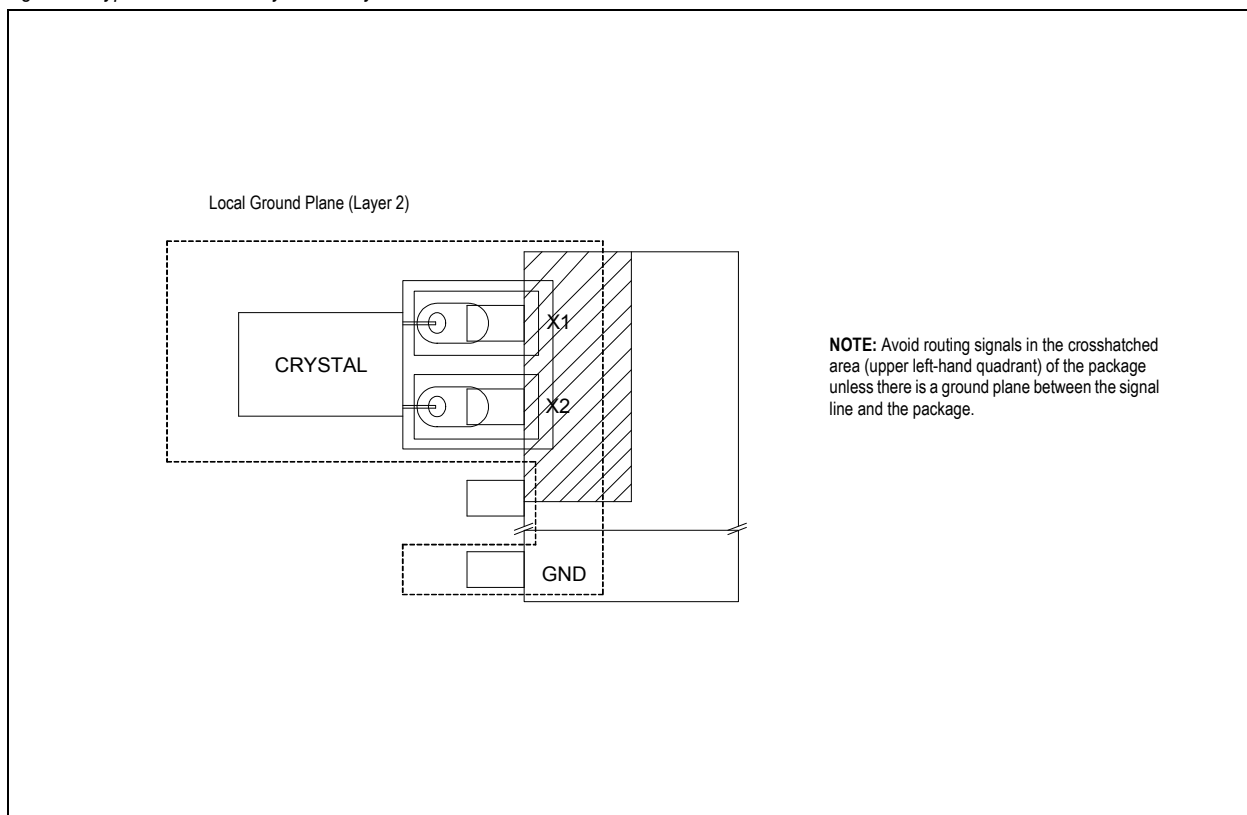 Local Ground Plane (Layer 2)
X1
CRYSTAL
X2
GND
NOTE: Avoid routing signals in the crosshatched
area (upper left-hand quadrant) of the package
unless there is a ground plane between the signal
line and the package.